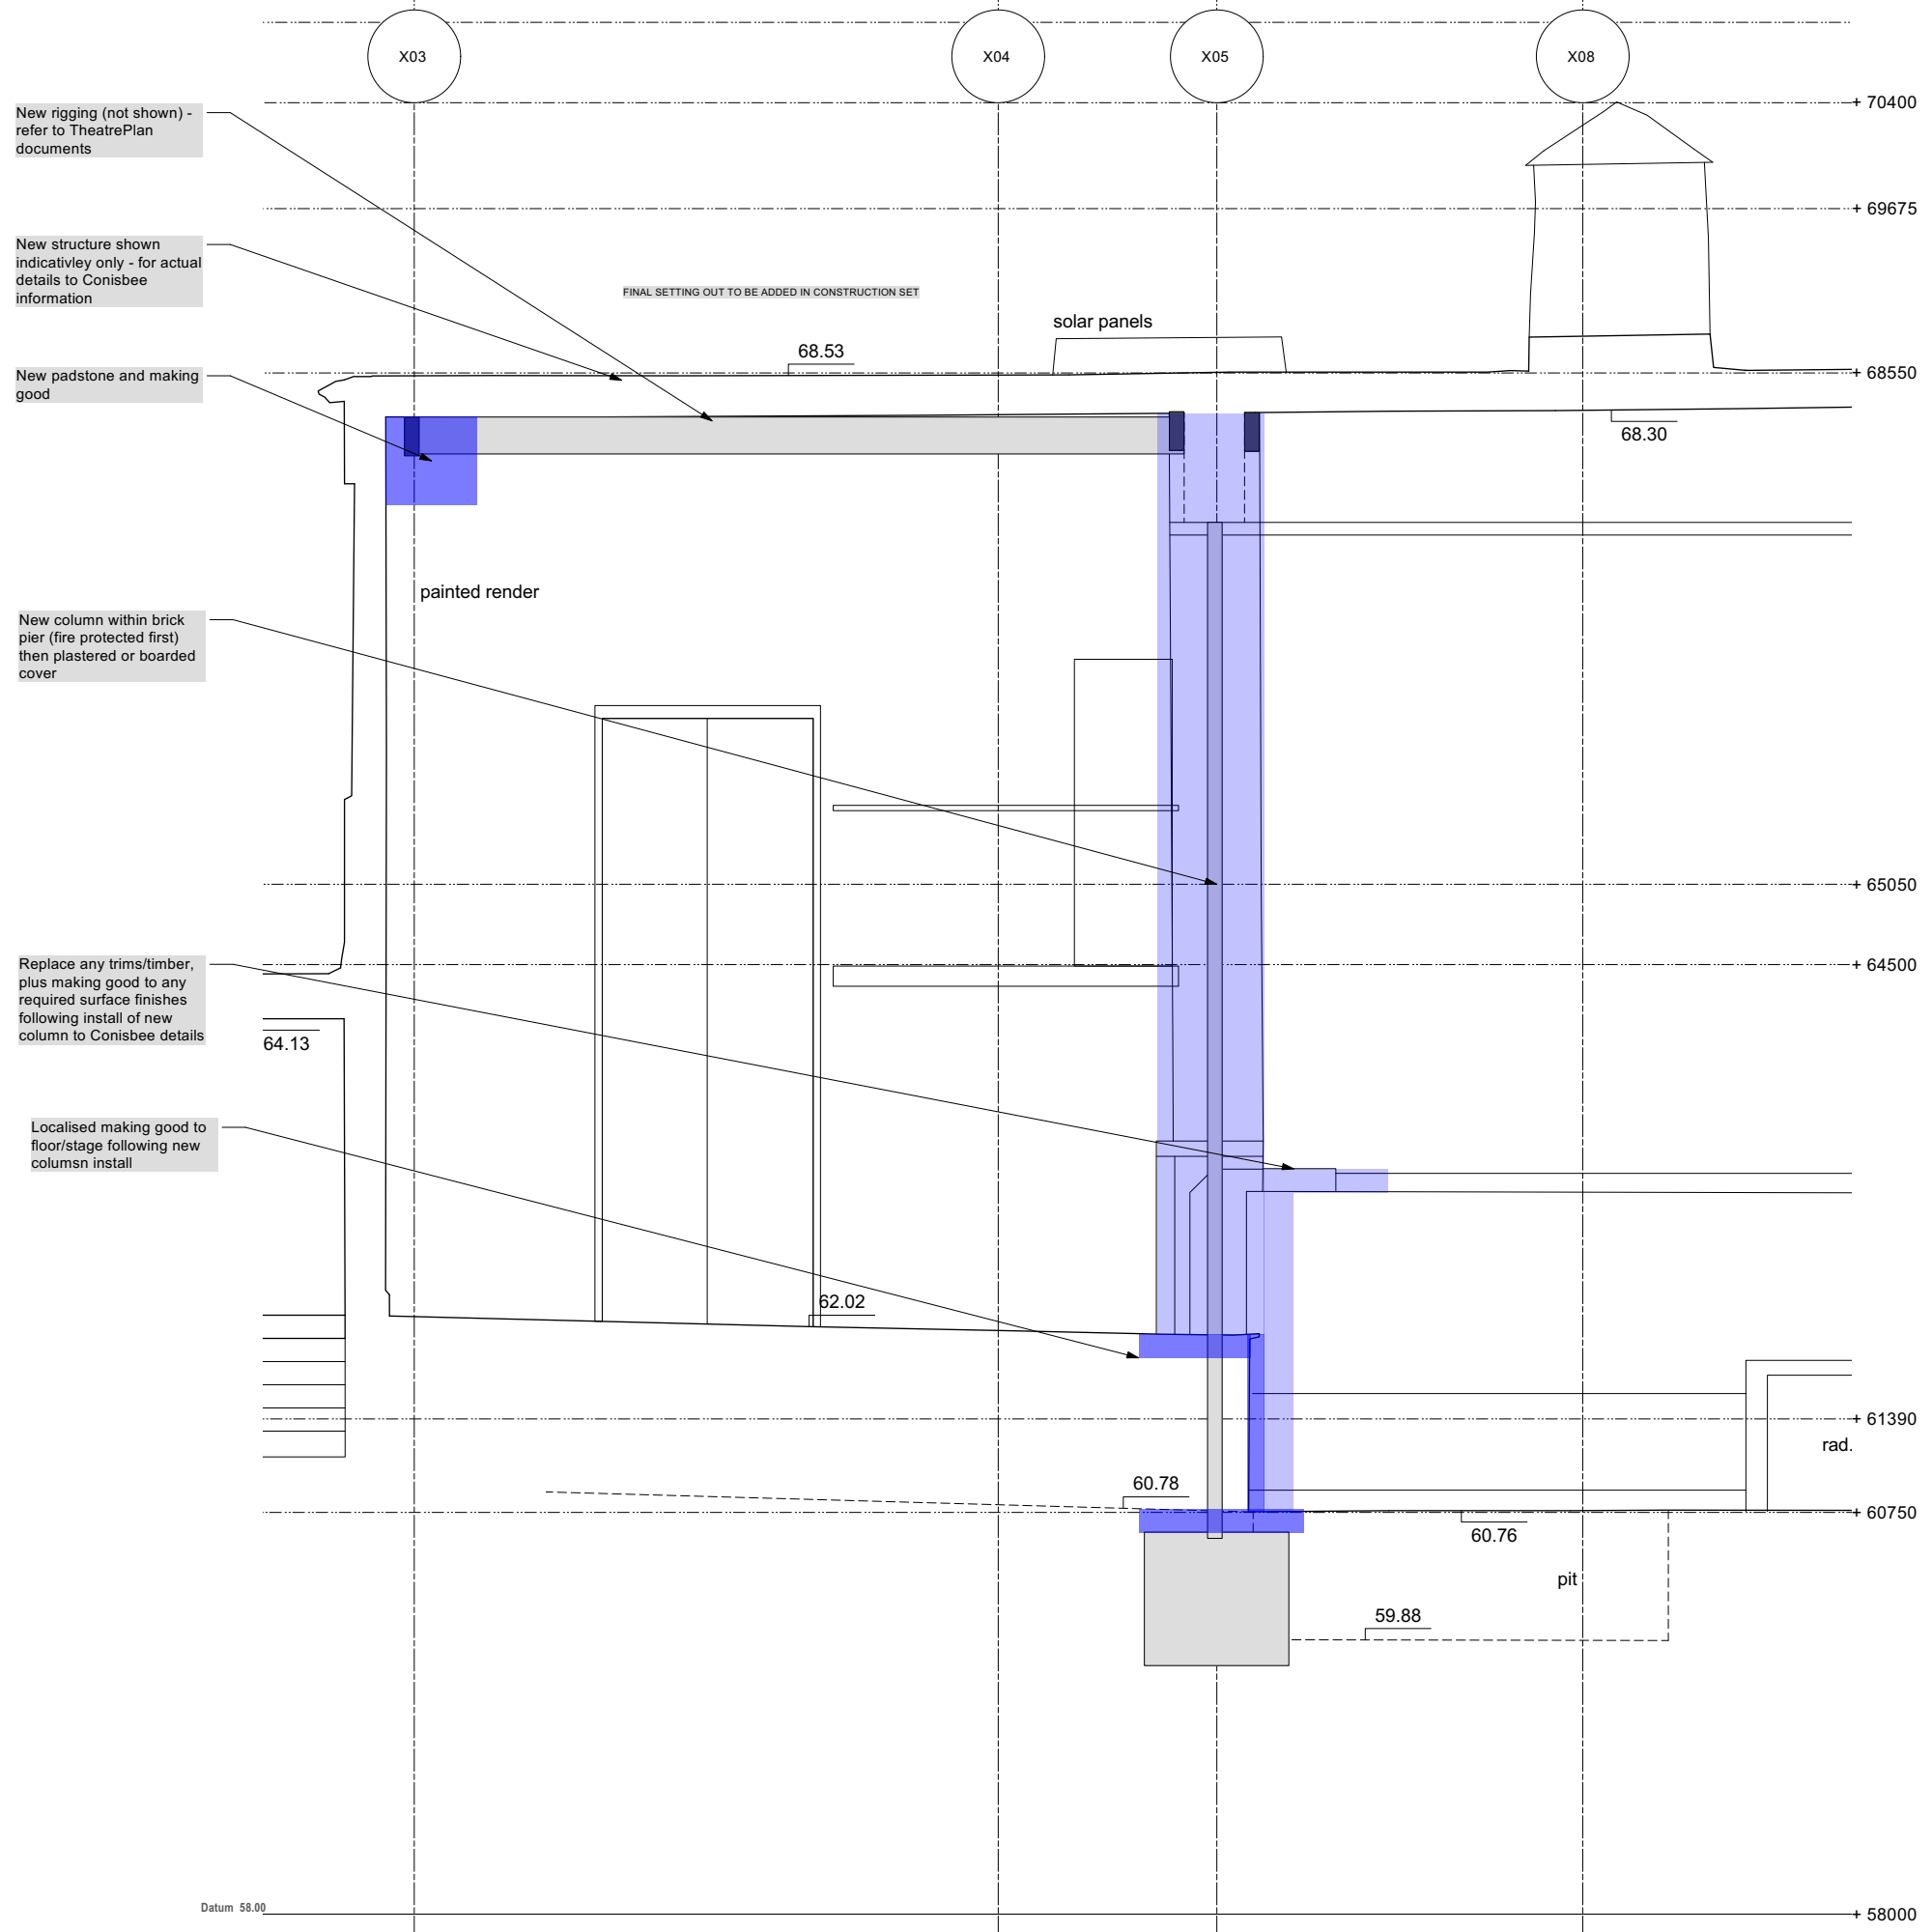 X03
X04
X05
X08
+ 70400
New rigging (not shown) -
refer to TheatrePlan
documents
+ 69675
New structure shown
indicativley only - for actual
details to Conisbee
information
FINAL SETTING OUT TO BE ADDED IN CONSTRUCTION SET
solar panels
68.53
+ 68550
New padstone and making
good
68.30
painted render
New column within brick
pier (fire protected first)
then plastered or boarded
cover
+ 65050
+ 64500
Replace any trims/timber,
plus making good to any
required surface finishes
following install of new
column to Conisbee details
64.13
Localised making good to
floor/stage following new
columsn install
62.02
+ 61390
rad.
60.78
+ 60750
60.76
pit
59.88
Datum 58.00
+ 58000